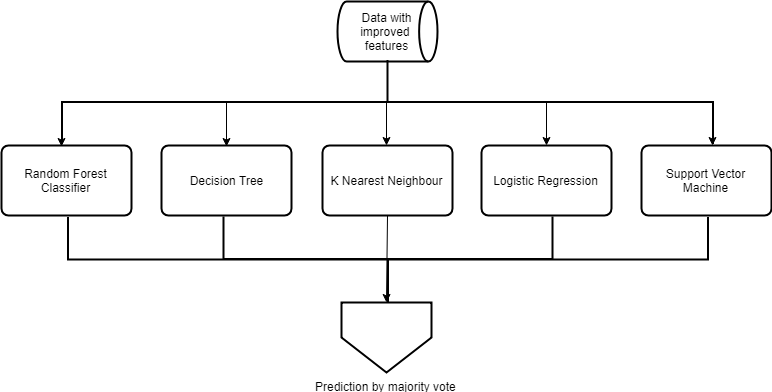 Data with
improved
features
Random Forest
Classifier
Decision Tree
K Nearest Neighbour
Logistic Regression
Support Vector
Machine
Prediction by majority vote